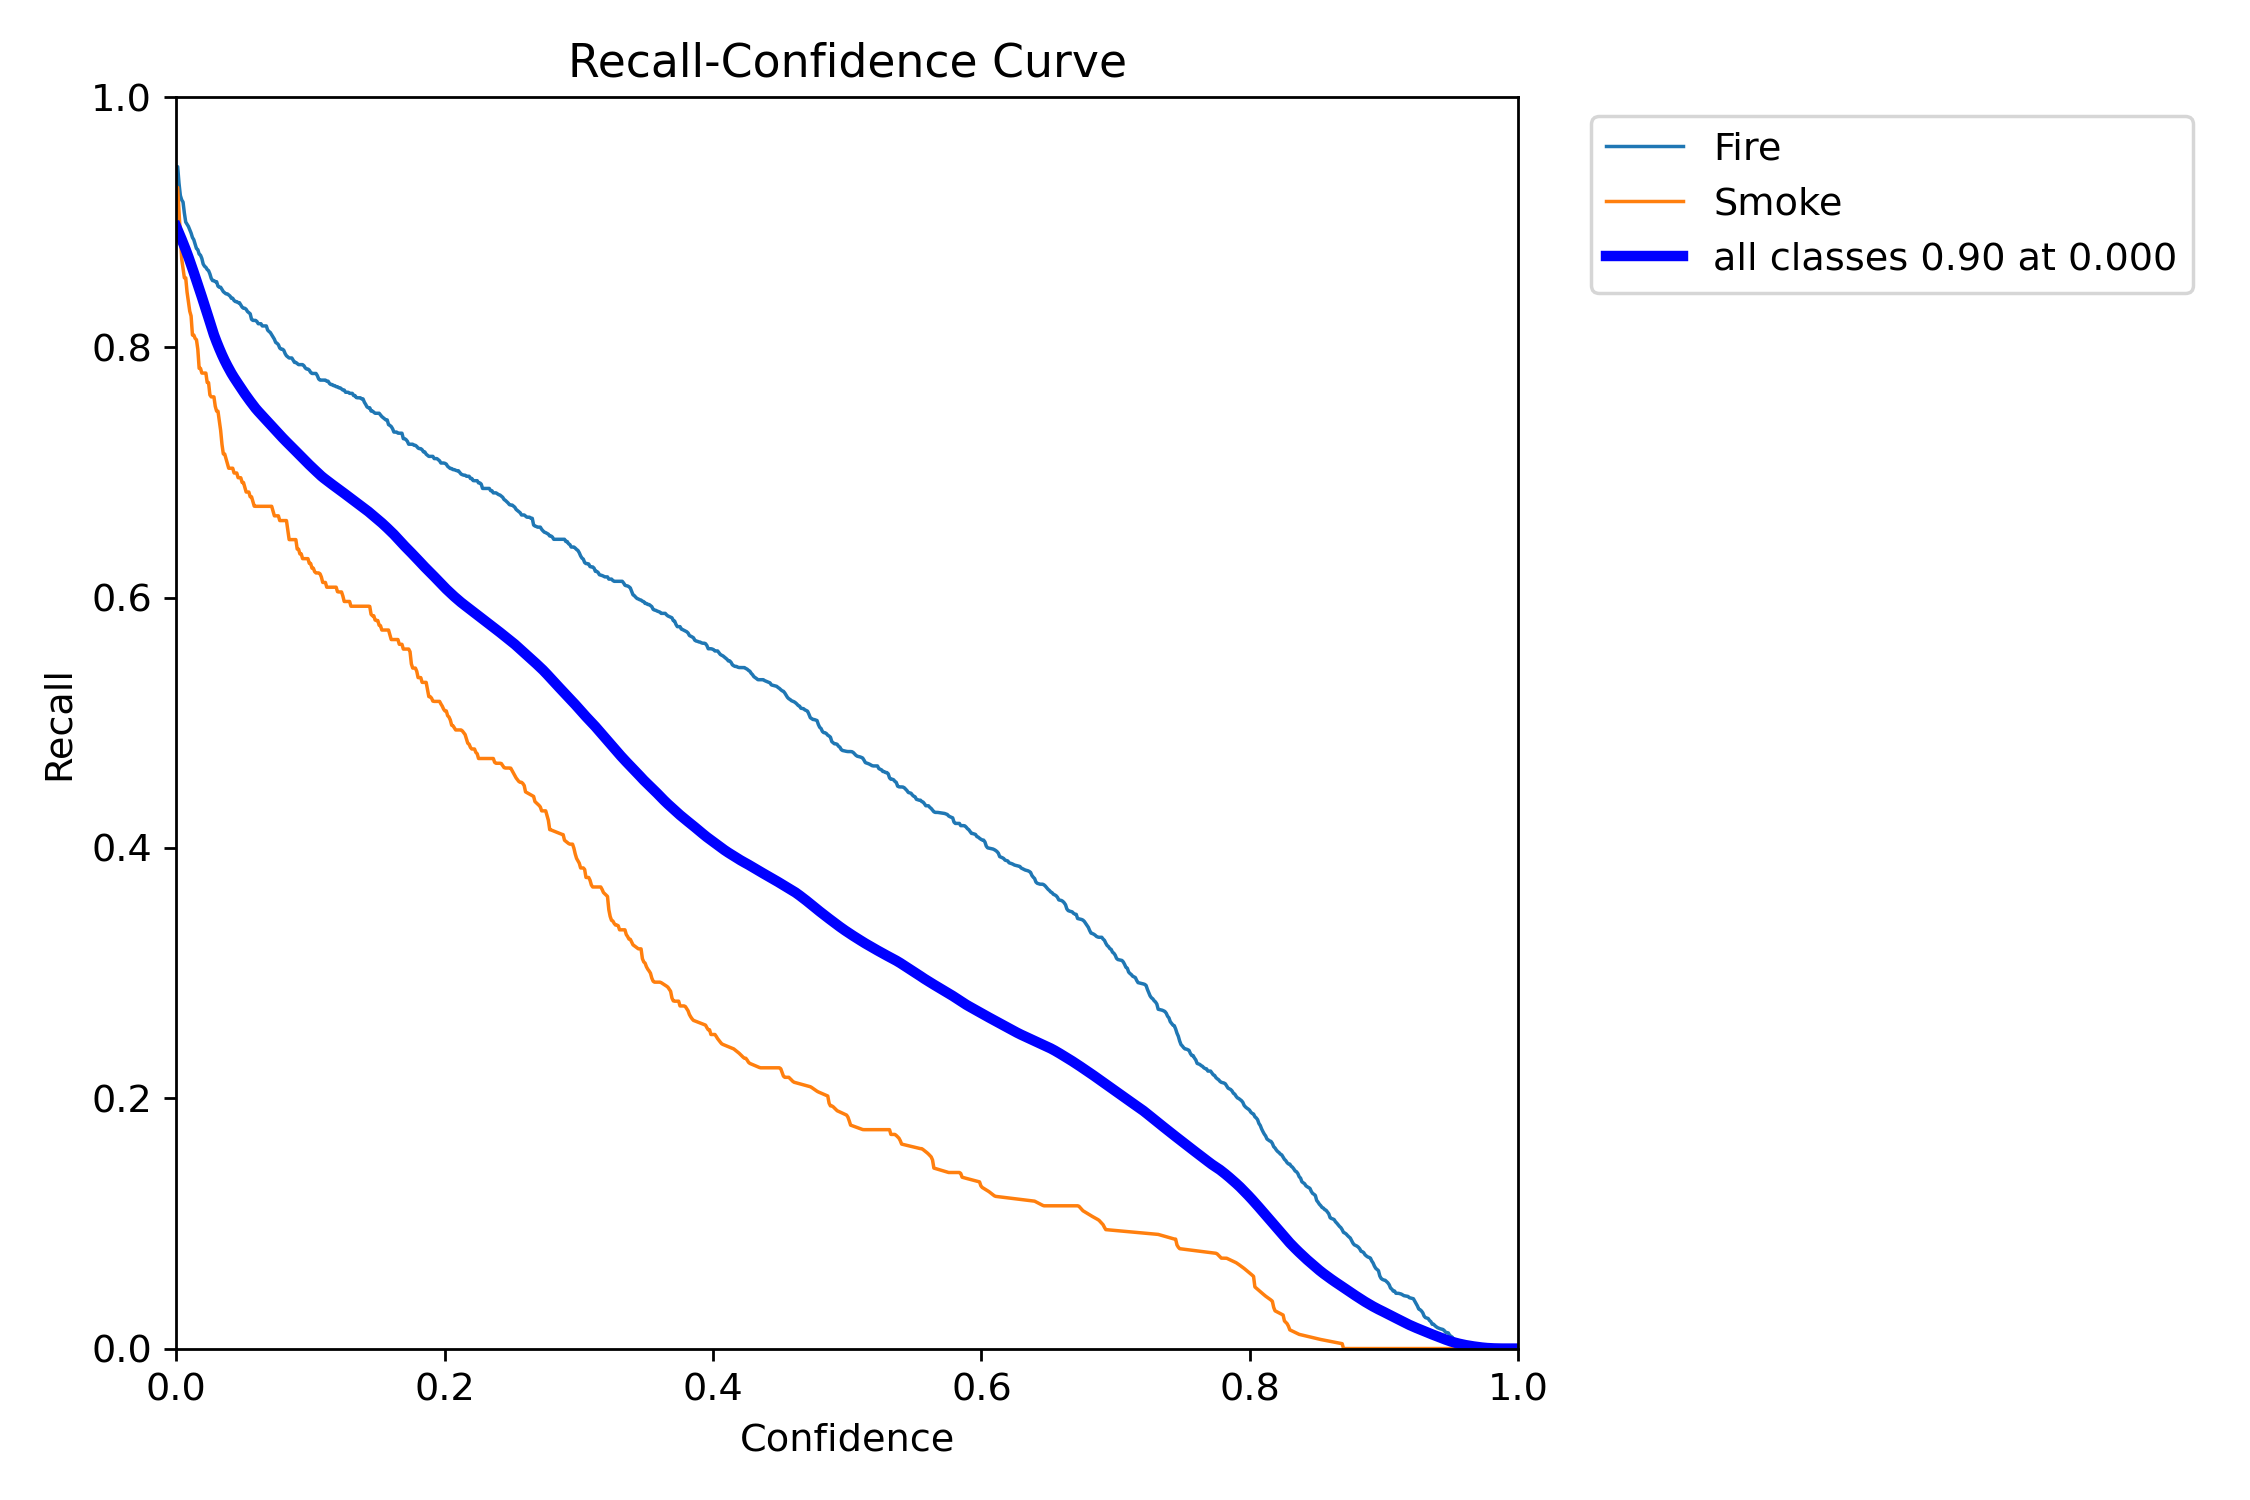 Recall-Confidence Curve
1.0
0.8
0.6
0.4
0.2
0.0
Recall
0.0 0.2 0.4 0.6 0.8 1.0
Confidence
Fire
Smoke
all classes 0.90 at 0.000